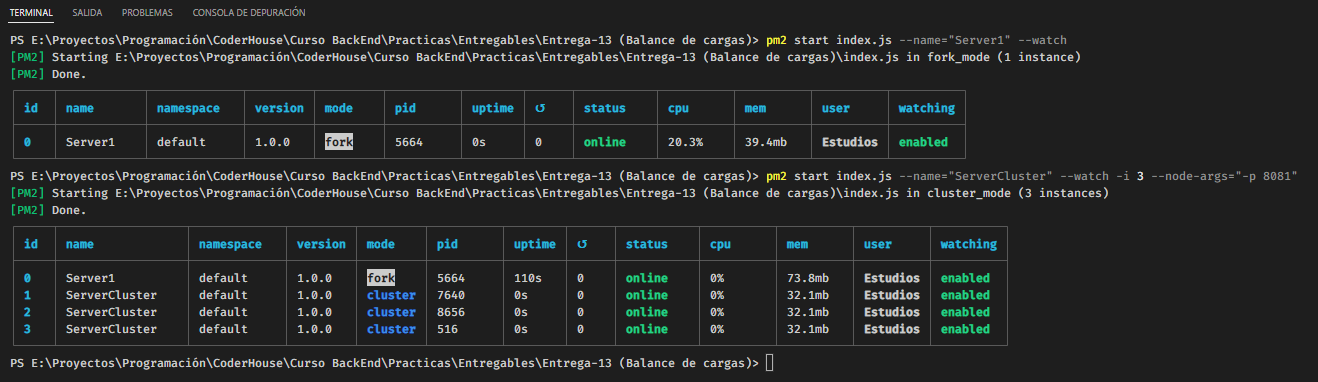 TERMINAL SALIDA PROBLEMAS CONSOLA DE DEPURACIÓN
PS E:\Proyectos\Programación\CoderHouse\Curso BackEnd\Practicas\Entregables\Entrega-13 (Balance de cargas)> pm2 start index.js --name="Server1" --watch
[PM2] Starting E:\Proyectos\Programación\CoderHouse\Curso BackEnd\Practicas\Entregables\Entrega-13 (Balance de cargas)\index.js in fork_mode (1 instance)
[PM2] Done.
id name namespace version mode pid uptime ↺ status cpu mem user watching
0 Server1 default 1.0.0 fork 5664 0s 0 online 20.3% 39.4mb Estudios enabled
PS E:\Proyectos\Programación\CoderHouse\Curso BackEnd\Practicas\Entregables\Entrega-13 (Balance de cargas)> pm2 start index.js --name="ServerCluster" --watch -i 3 --node-args="-p 8081"
[PM2] Starting E:\Proyectos\Programación\CoderHouse\Curso BackEnd\Practicas\Entregables\Entrega-13 (Balance de cargas)\index.js in cluster_mode (3 instances)
[PM2] Done.
id name namespace version mode pid uptime ↺ status cpu mem user watching
0 Server1 default 1.0.0 fork 5664 110s 0 online 0% 73.8mb Estudios enabled
1 ServerCluster default 1.0.0 cluster 7640 0s 0 online 0% 32.1mb Estudios enabled
2 ServerCluster default 1.0.0 cluster 8656 0s 0 online 0% 32.1mb Estudios enabled
3 ServerCluster default 1.0.0 cluster 516 0s 0 online 0% 32.1mb Estudios enabled
PS E:\Proyectos\Programación\CoderHouse\Curso BackEnd\Practicas\Entregables\Entrega-13 (Balance de cargas)>